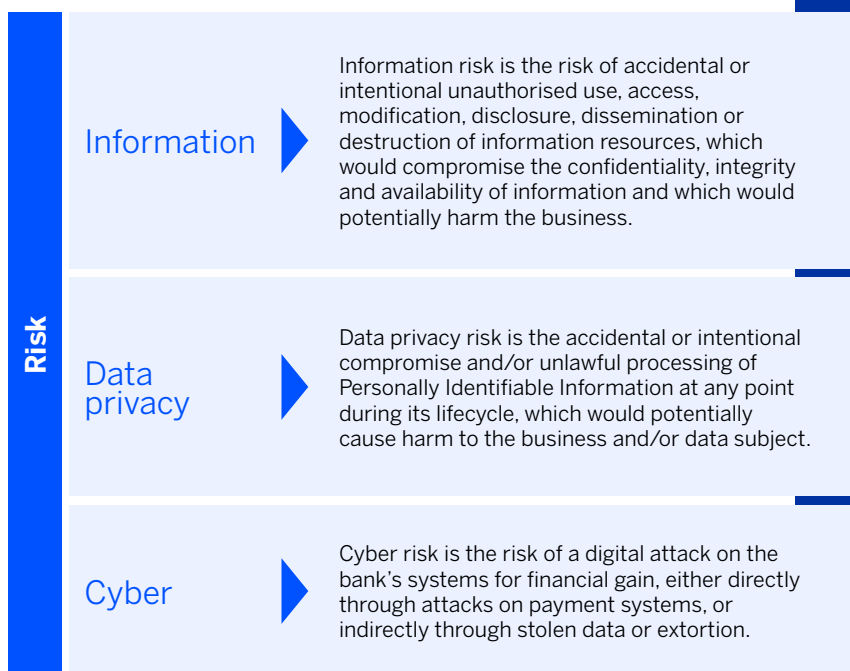 Risk
Information
Information risk is the risk of accidental or
intentional unauthorised use, access,
modification, disclosure, dissemination or
destruction of information resources, which
would compromise the confidentiality, integrity
and availability of information and which would
potentially harm the business.
Data
privacy
Data privacy risk is the accidental or intentional
compromise and/or unlawful processing of
Personally Identifiable Information at any point
during its lifecycle, which would potentially
cause harm to the business and/or data subject.
Cyber
Cyber risk is the risk of a digital attack on the
bank’s systems for financial gain, either directly
through attacks on payment systems, or
indirectly through stolen data or extortion.